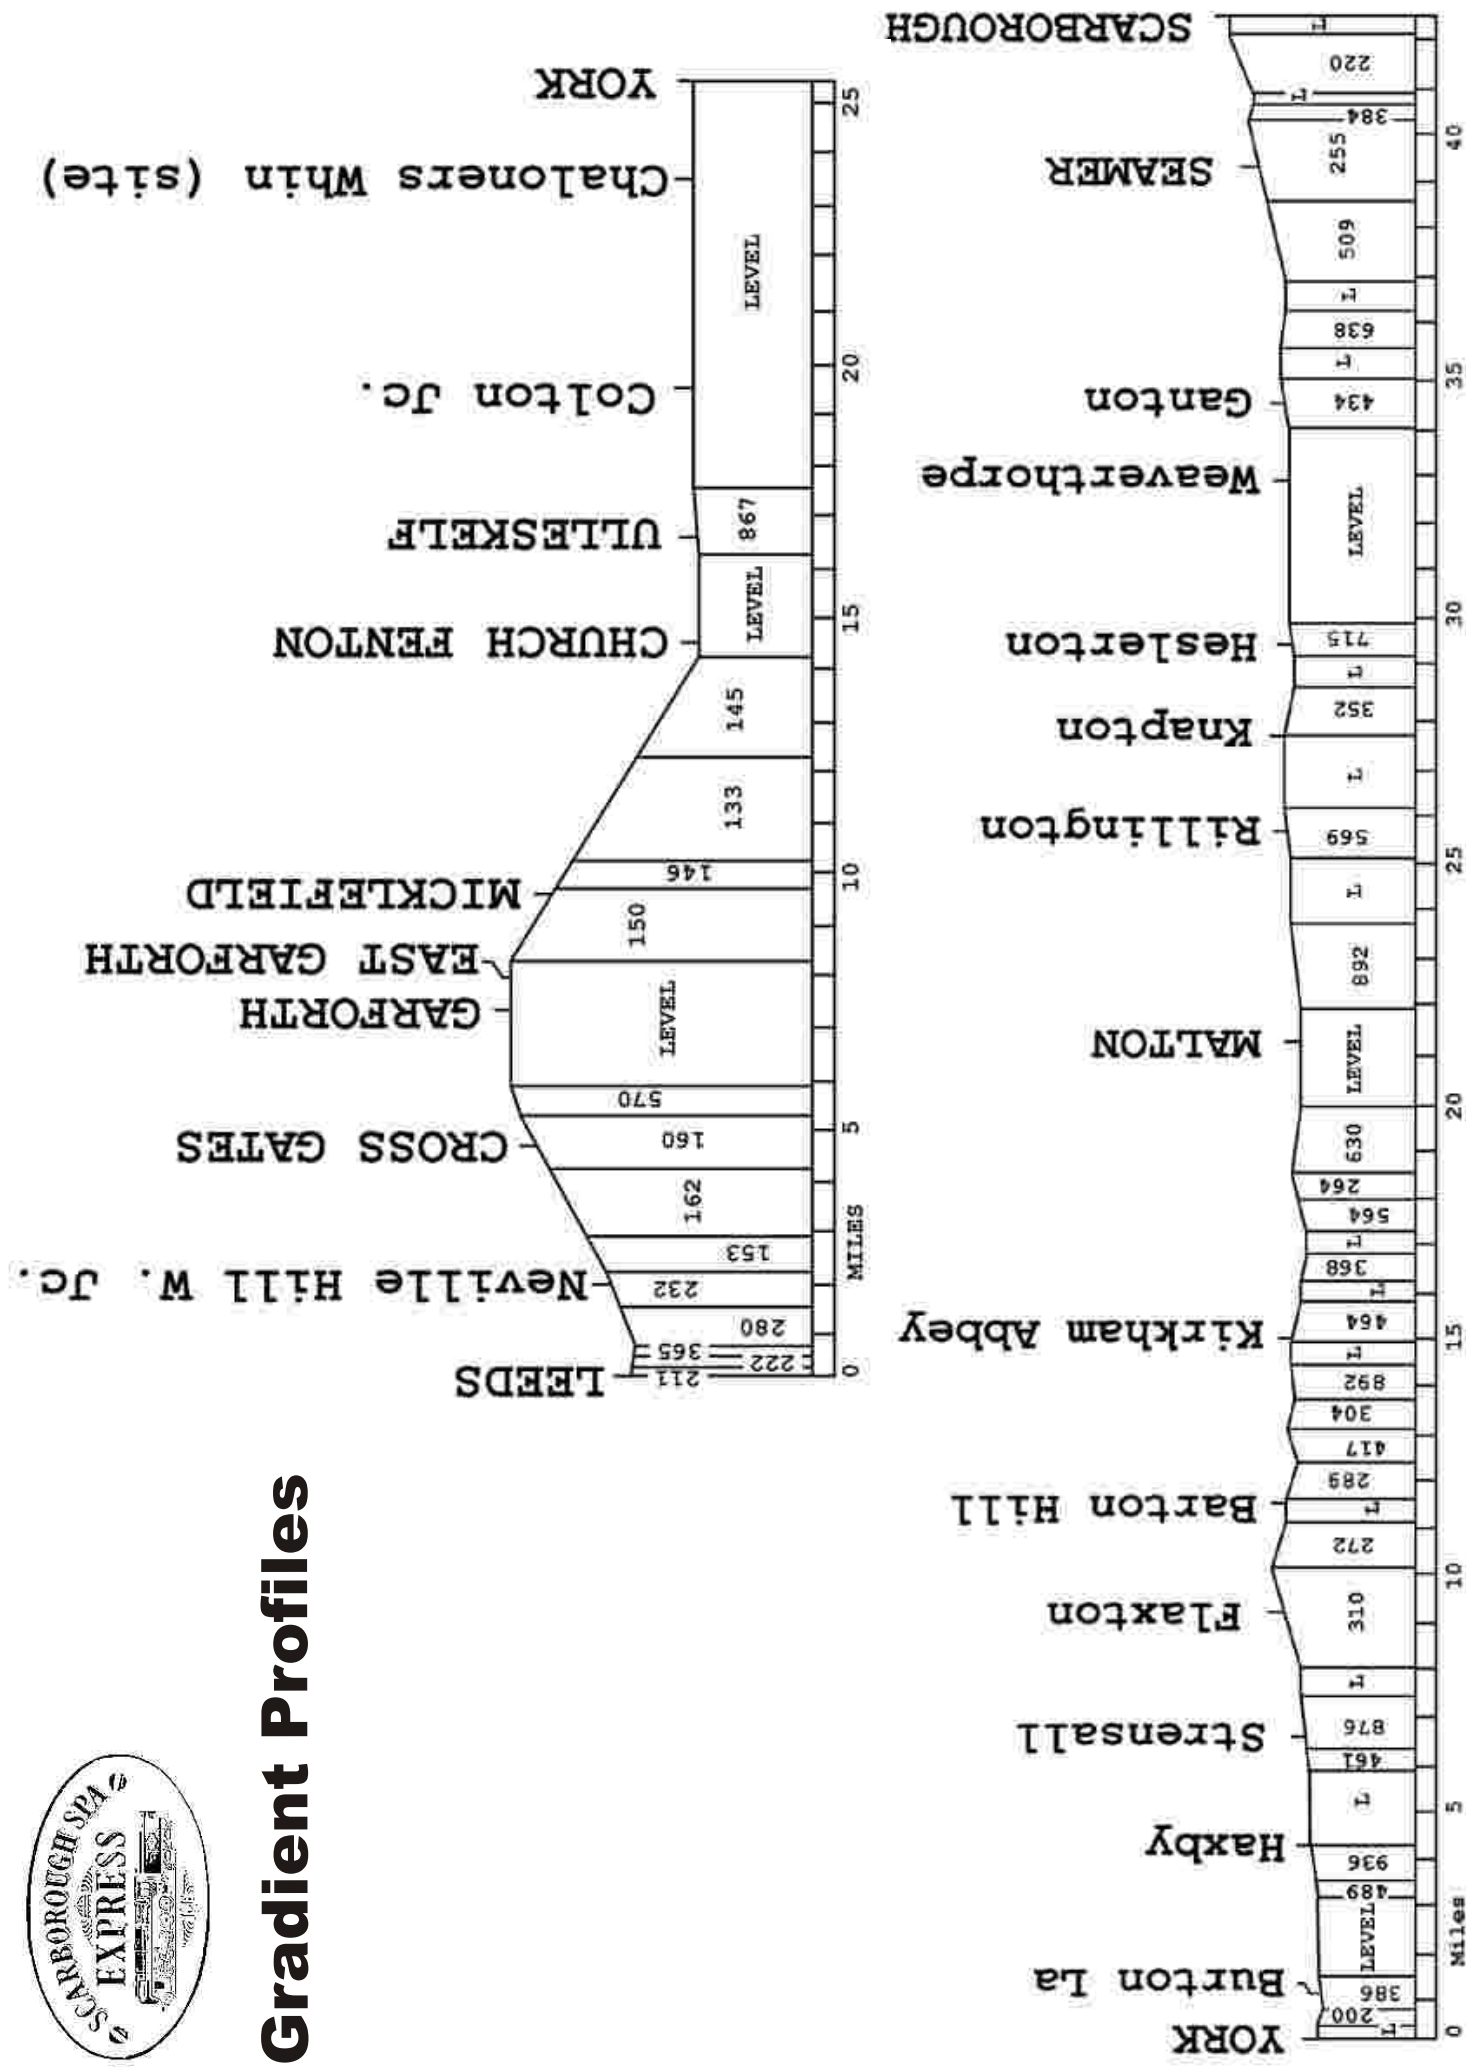 SCARBOROUGH SPA
EXPRESS
Gradient Profiles
LEEDS
Neville Hill W. Jc.
CROSS GATES
GARFORTH
EAST GARFORTH
MICKLEFIELD
CHURCH FENTON
ULLESKELF
Colton Jc.
Chaloners Whin (site)
YORK
211
222
365
280
232
153
162
160
570
LEVEL
150
146
133
145
LEVEL
867
LEVEL
0
MILES
5
10
15
20
25
YORK
Burton La
Haxby
Strensall
Flaxton
Barton Hill
Kirkham Abbey
MALTON
Rillington
Knapton
Heslerton
Weaverthorpe
Ganton
SEAMER
SCARBOROUGH
L
200
386
LEVEL
489
936
L
461
876
L
310
272
L
289
417
304
892
L
464
L
368
L
564
264
630
LEVEL
892
L
569
L
352
L
715
LEVEL
434
L
638
L
509
255
384
L
220
L
0
Miles
5
10
15
20
25
30
35
40